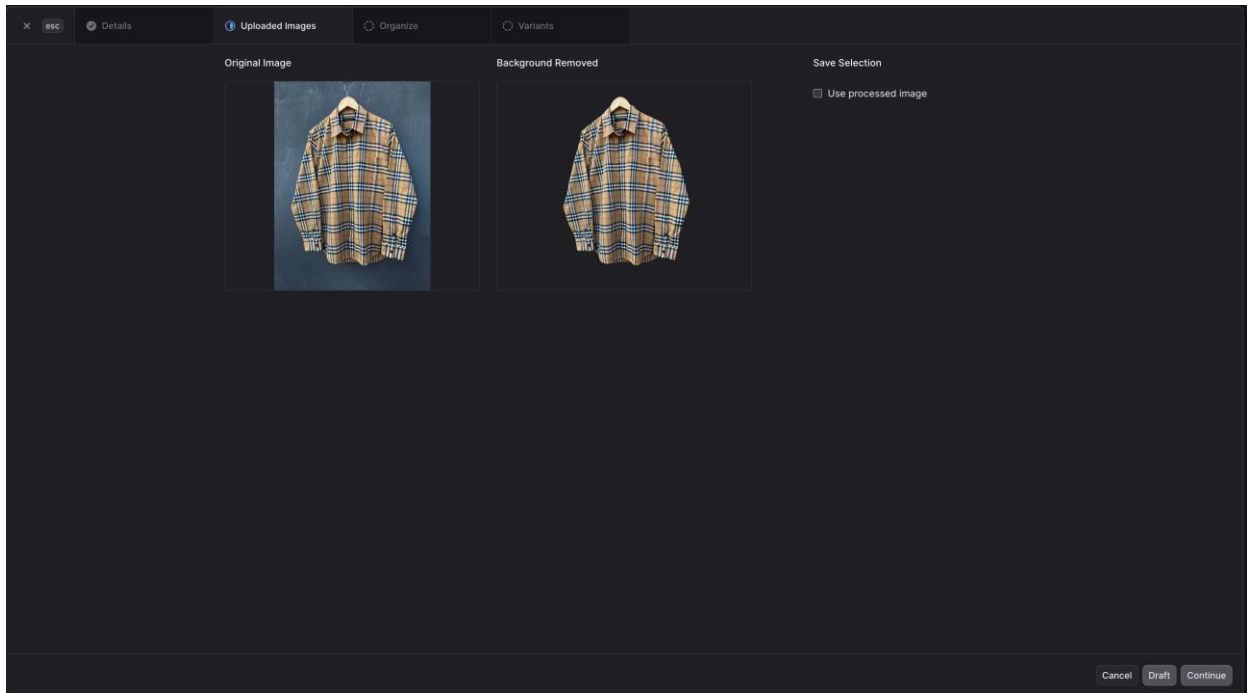 esc
Details
Uploaded Images
Organize
Variants
Original Image
Background Removed
Save Selection
Use processed image
Cancel
Draft
Continue